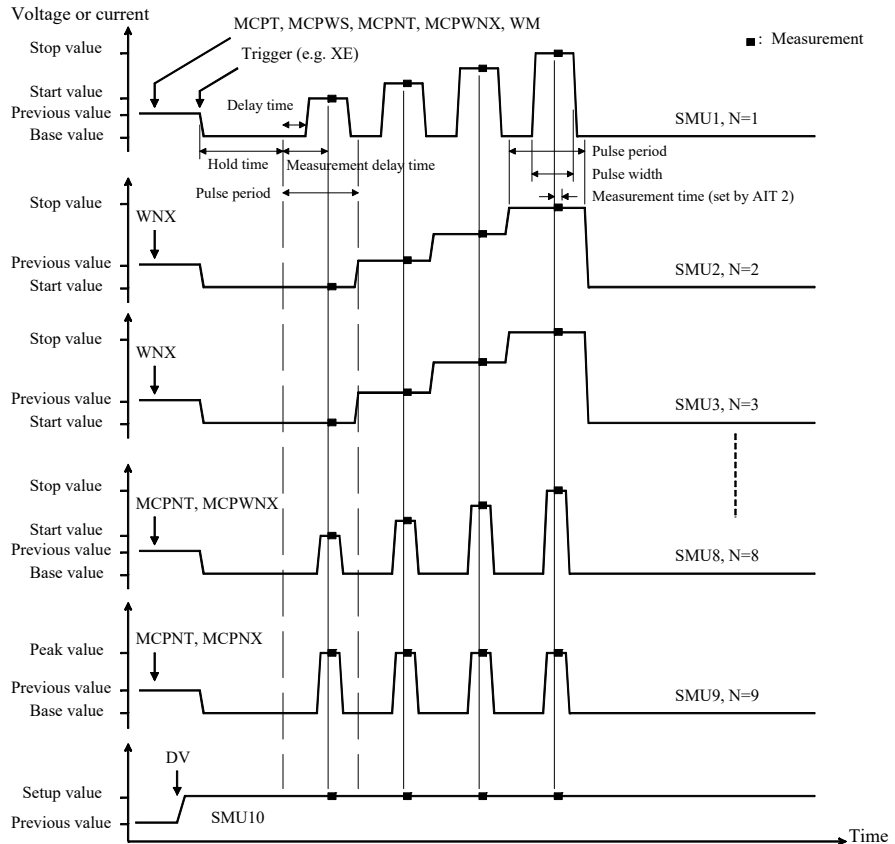 Voltage or current
MCPT, MCPWS, MCPNT, MCPWNX, WM
Stop value
■: Measurement
Trigger (e.g. XE)
Start value
Delay time
Previous value
SMU1, N=1
Base value
Hold time
Measurement delay time
Pulse period
Pulse width
Pulse period
Measurement time (set by AIT 2)
Stop value
WNX
Previous value
SMU2, N=2
Start value
Stop value
WNX
Previous value
SMU3, N=3
Start value
Stop value
MCPNT, MCPWNX
Start value
Previous value
SMU8, N=8
Base value
MCPNT, MCPNX
Peak value
Previous value
SMU9, N=9
Base value
DV
Setup value
SMU10
Previous value
Time